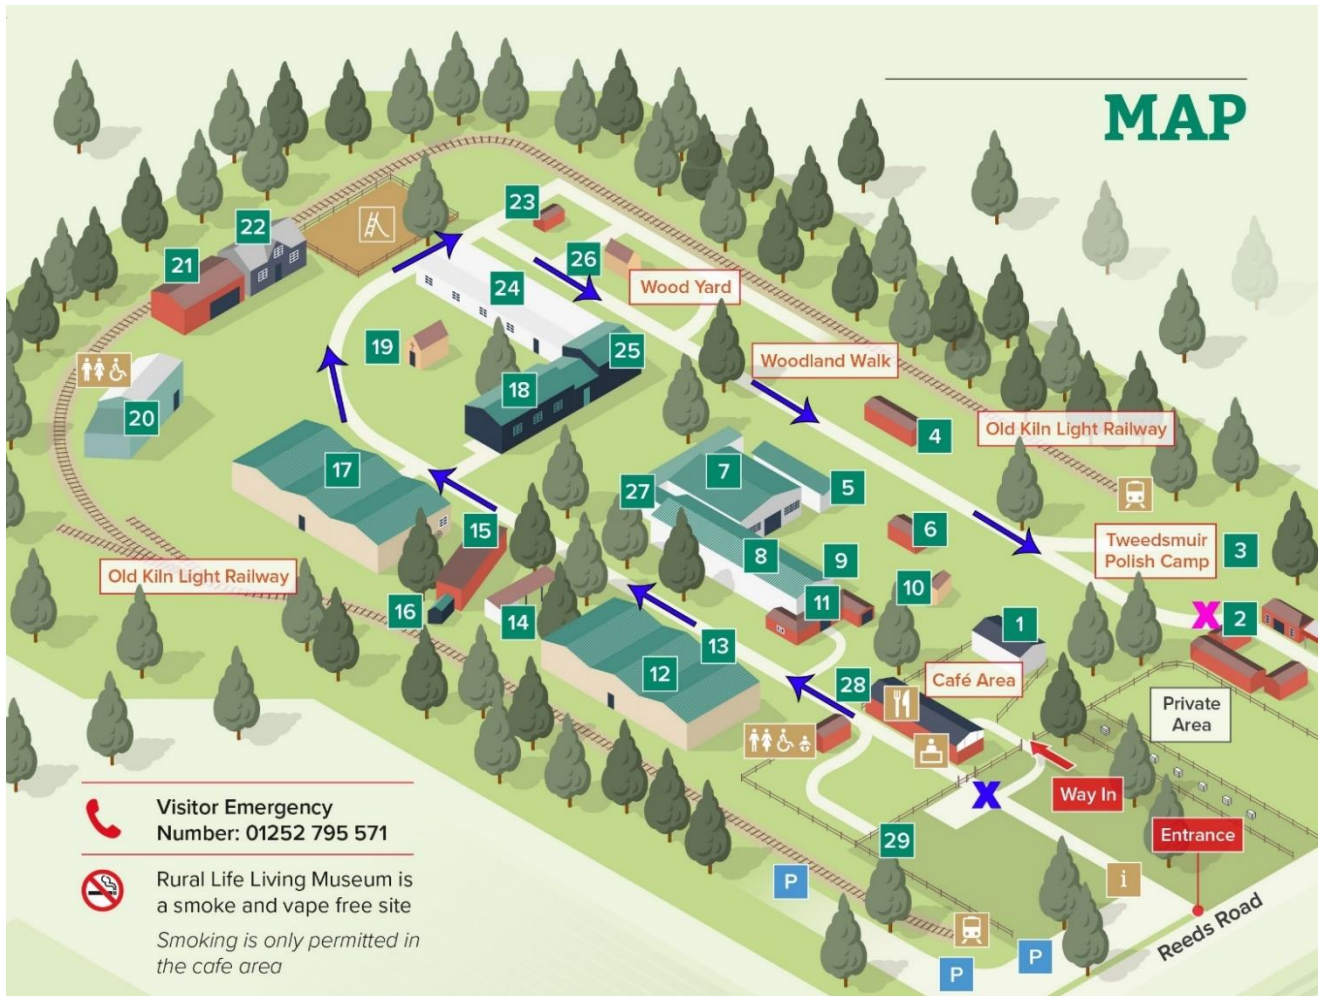 MAP
23
22
26
21
24
Wood Yard
19
25
Woodland Walk
18
20
4
Old Kiln Light Railway
17
7
5
27
15
6
Tweedsmuir
Polish Camp
3
8
9
Old Kiln Light Railway
10
16
11
14
1
2
X
13
12
Café Area
28
Private
Area
Way In
X
Visitor Emergency
Number: 01252 795 571
Entrance
29
P
i
Rural Life Living Museum is
a smoke and vape free site
Smoking is only permitted in
the cafe area
Reeds Road
P
P